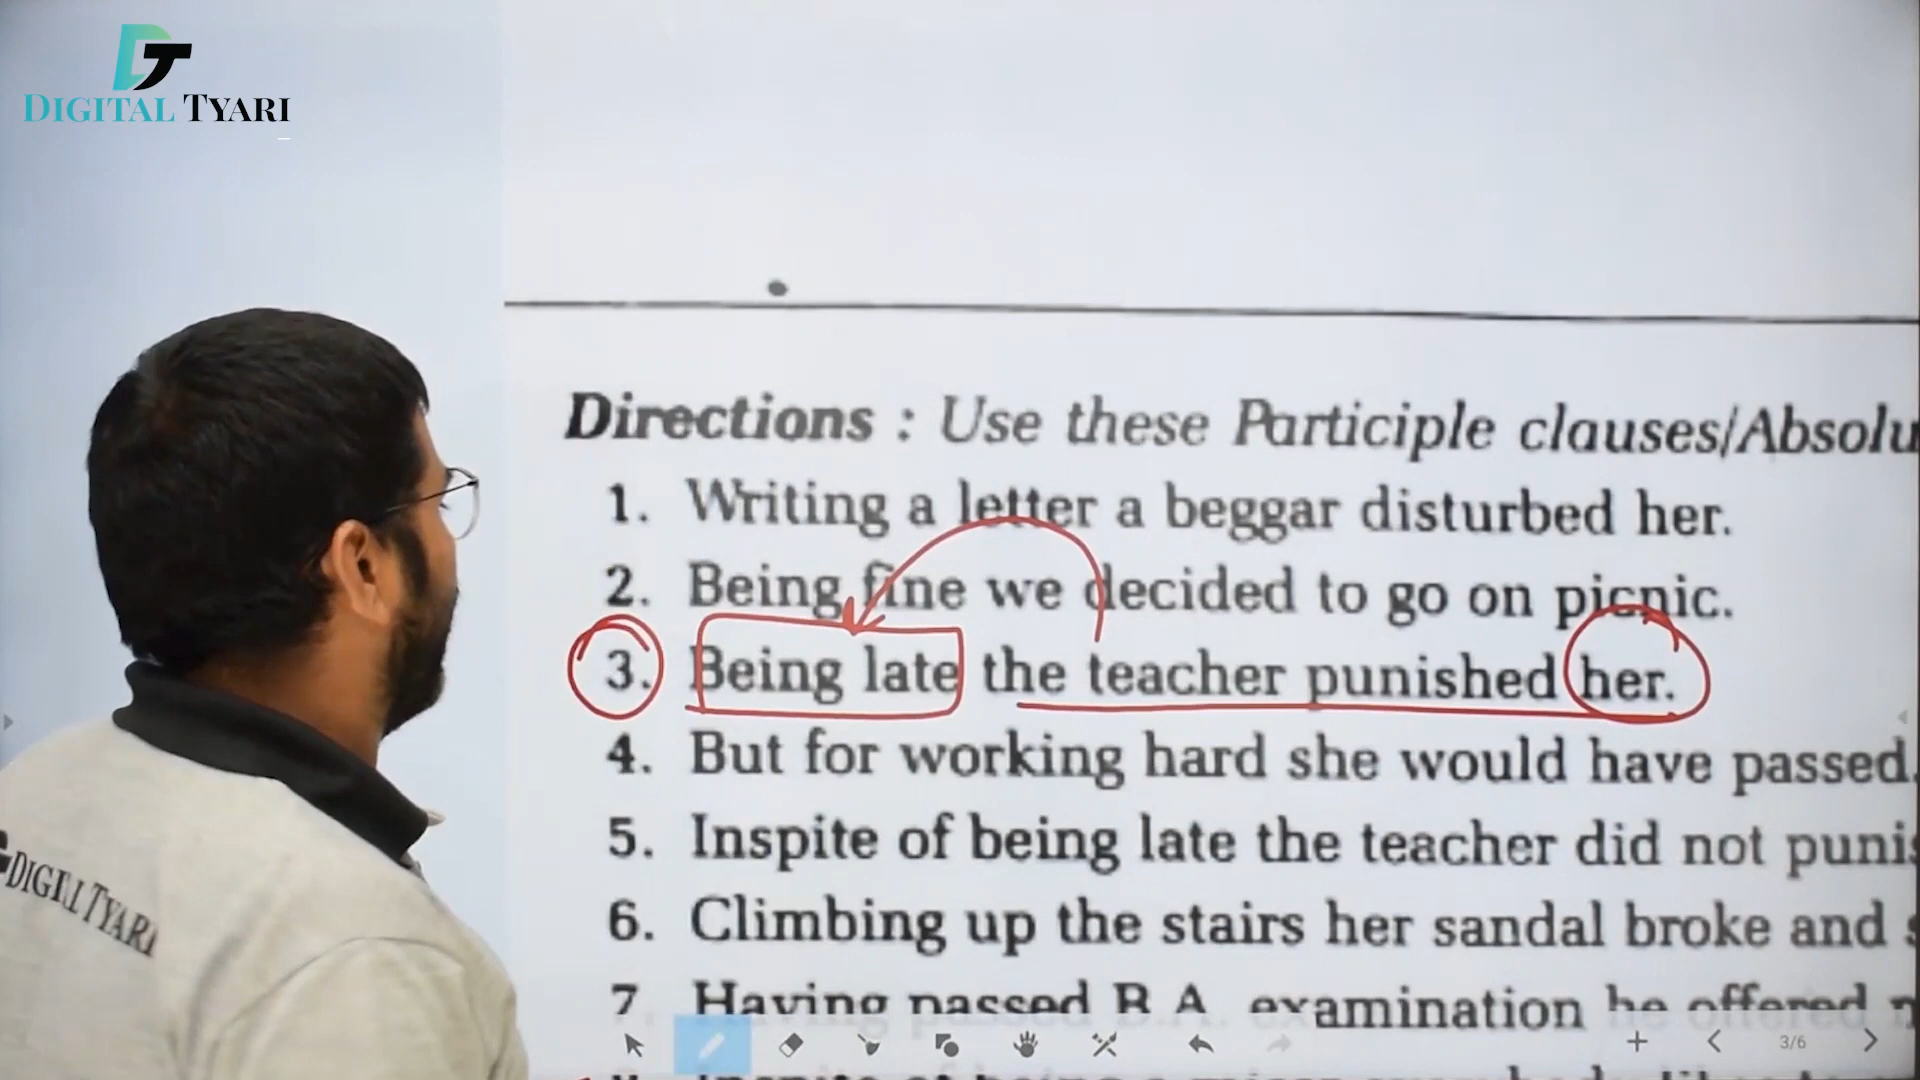 DIGITAL TYARI
Directions : Use these Participle clauses/Absolu
1. Writing a letter a beggar disturbed her.
2. Being fine we decided to go on picnic.
3. Being late the teacher punished her.
4. But for working hard she would have passed.
5. Inspite of being late the teacher did not punis
6. Climbing up the stairs her sandal broke and s
7. Having passed B.A. examination he offered
DIGITAL TYARI
3/6